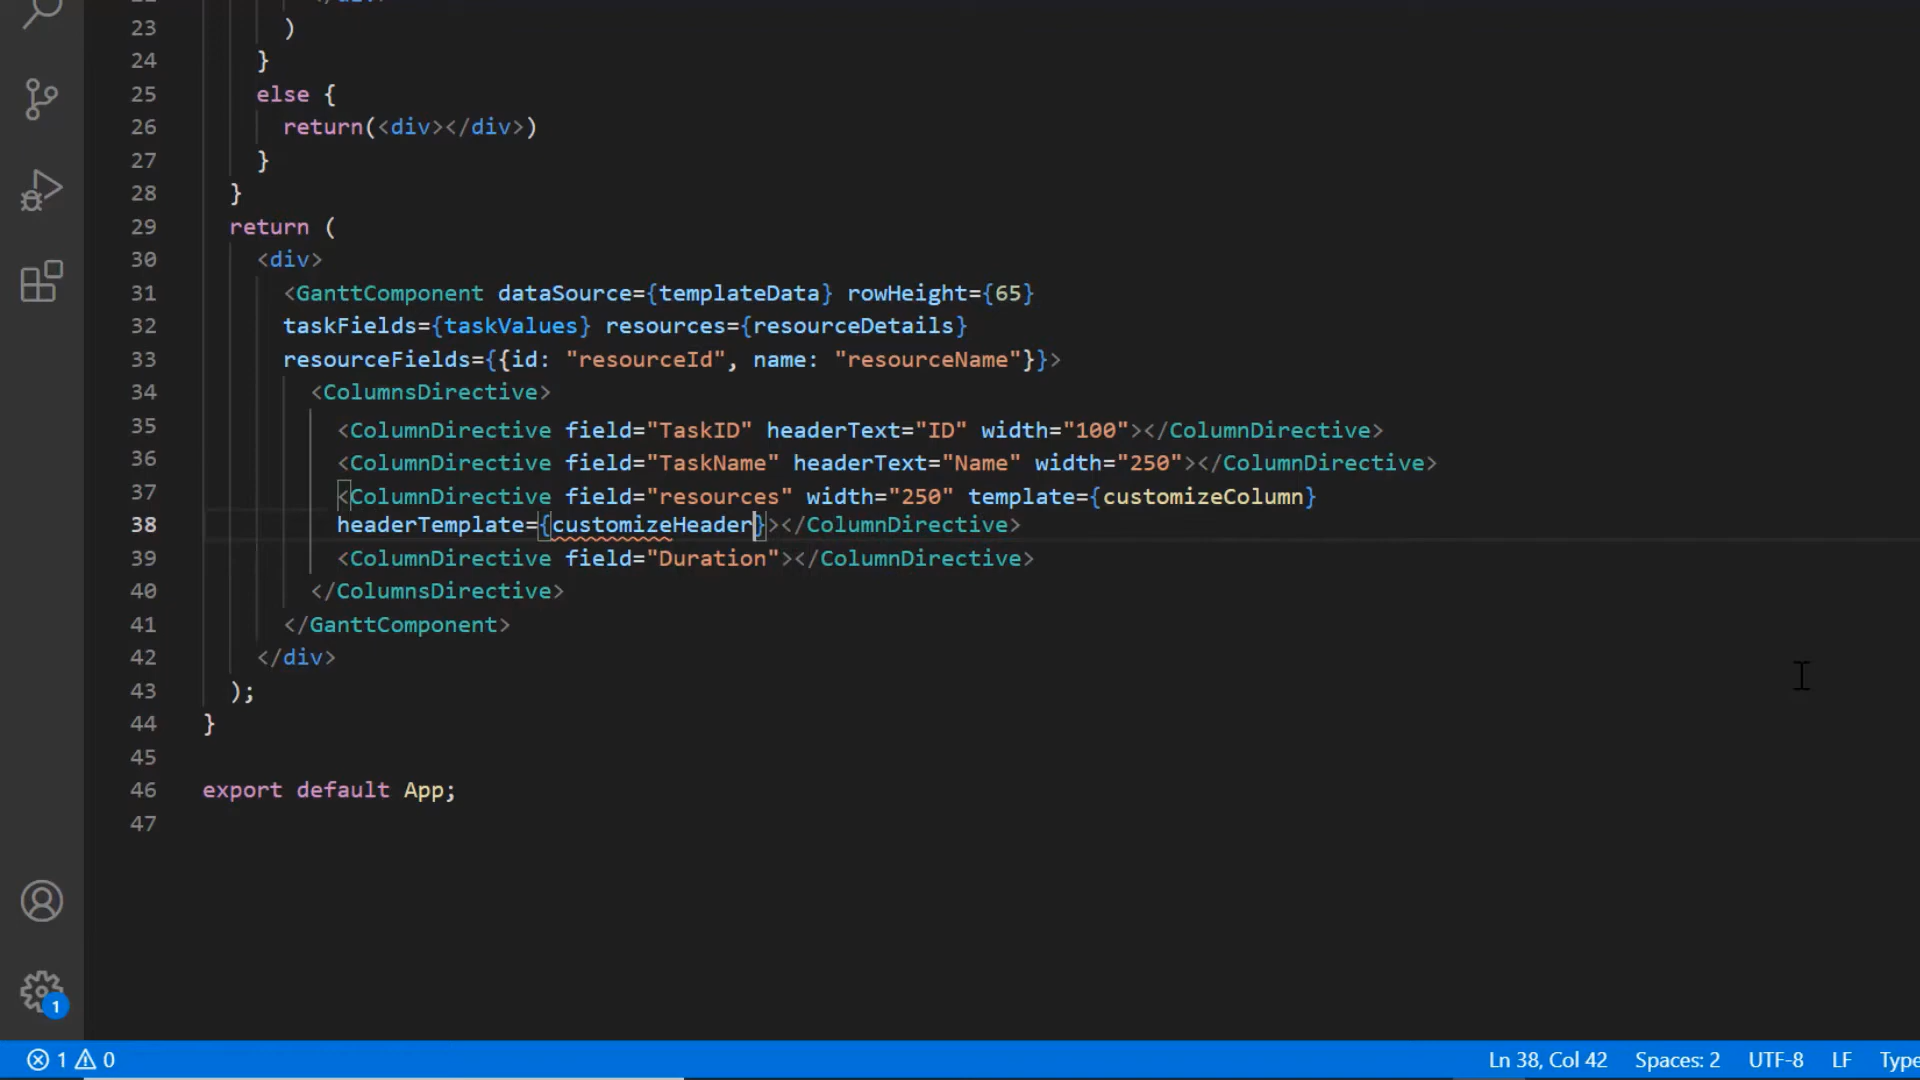 23 )
24 }
25 else {
26 return(<div></div>)
27 }
28 }
29 return (
30 <div>
31 <GanttComponent dataSource={templateData} rowHeight={65}
32 taskFields={taskValues} resources={resourceDetails}
33 resourceFields={{id: "resourceId", name: "resourceName"}}>
34 <ColumnsDirective>
35 <ColumnDirective field="TaskID" headerText="ID" width="100"></ColumnDirective>
36 <ColumnDirective field="TaskName" headerText="Name" width="250"></ColumnDirective>
37 <ColumnDirective field="resources" width="250" template={customizeColumn}
38 headerTemplate={customizeHeader}></ColumnDirective>
39 <ColumnDirective field="Duration"></ColumnDirective>
40 </ColumnsDirective>
41 </GanttComponent>
42 </div>
43 );
44 }
45
46 export default App;
47
1
1 0 Ln 38, Col 42 Spaces: 2 UTF-8 LF Type